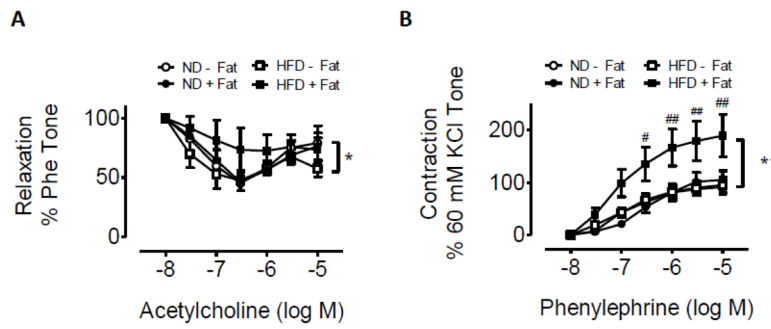 A
ND - Fat
HFD - Fat
ND + Fat
HFD + Fat
Relaxation
% Phe Tone
100
50
0
*
-8 -7 -6 -5
Acetylcholine (log M)
B
ND - Fat
HFD - Fat
ND + Fat
HFD + Fat
Contraction
% 60 mM KCl Tone
200
100
0
# ## ## ##
*
-8 -7 -6 -5
Phenylephrine (log M)